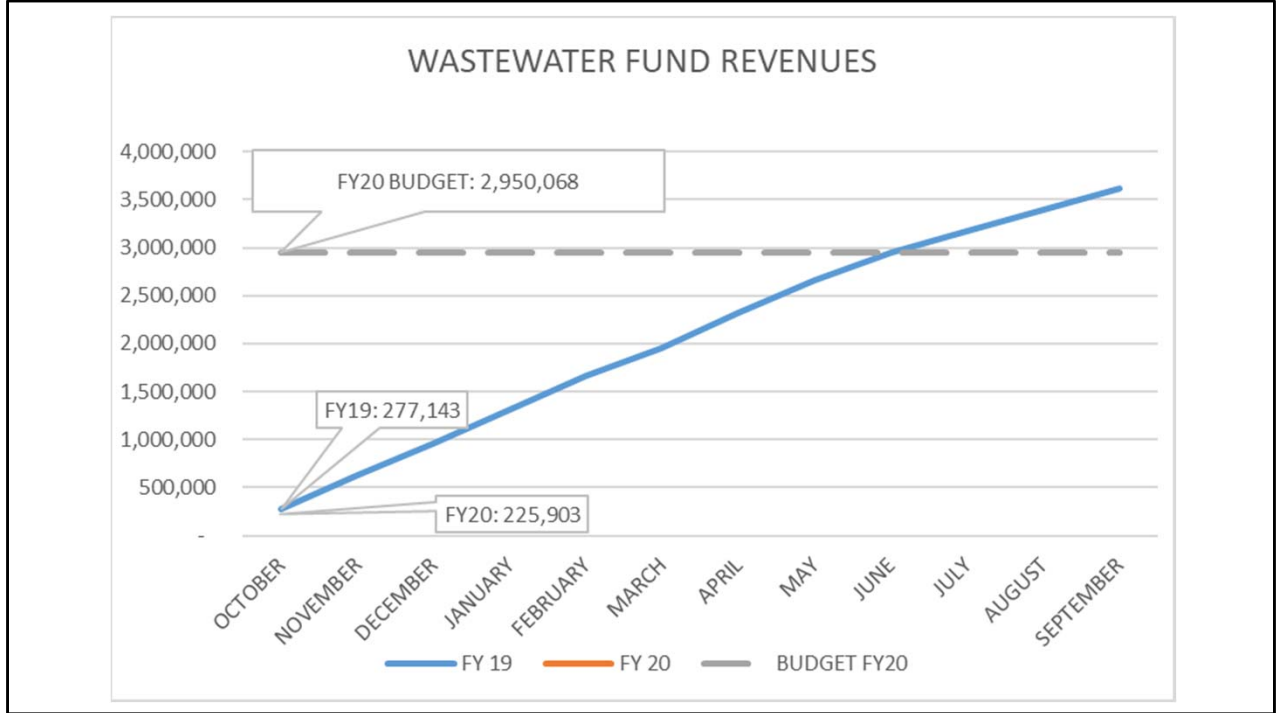 WASTEWATER FUND REVENUES
4,000,000
FY20 BUDGET: 2,950,068
3,500,000
3,000,000
2,500,000
2,000,000
1,500,000
FY19: 277,143
1,000,000
500,000
FY20: 225,903
-
OCTOBER
NOVEMBER
DECEMBER
JANUARY
FEBRUARY
MARCH
APRIL
MAY
JUNE
JULY
AUGUST
SEPTEMBER
FY 19 FY 20 BUDGET FY20